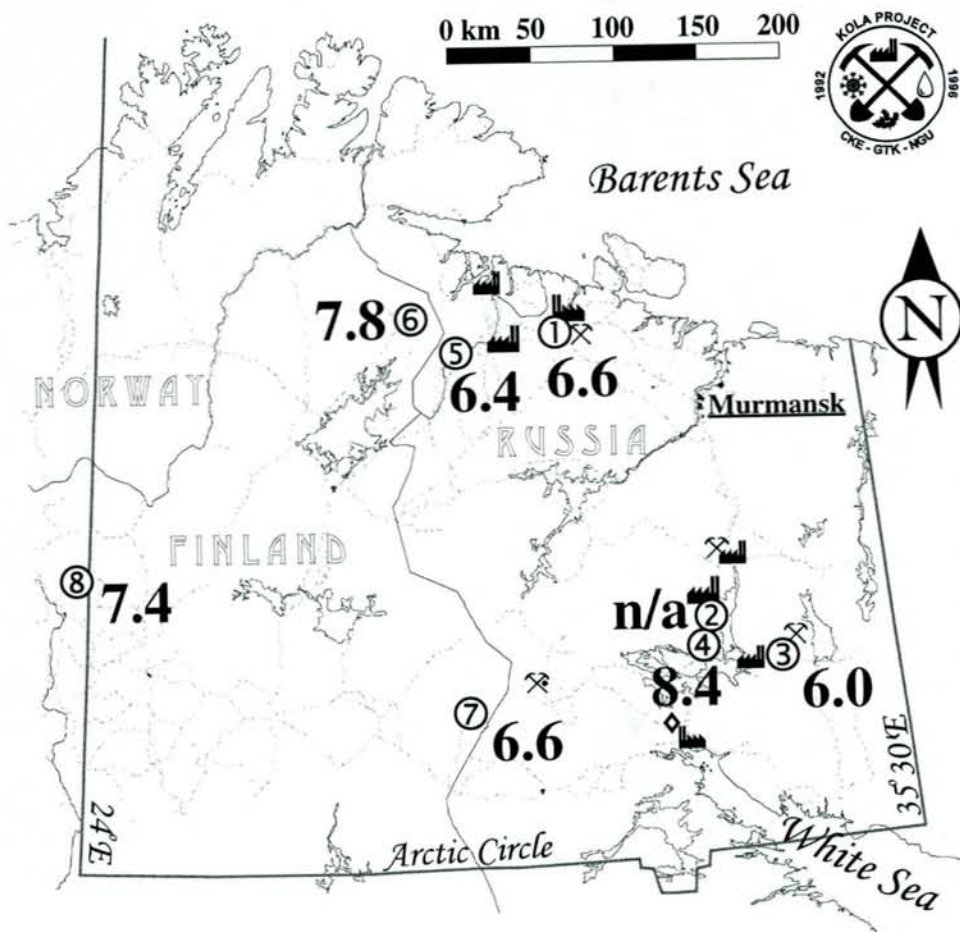 0 km 50 100 150 200
KOLA PROJECT
1992
1996
CKE - GTK - NGU
Barents Sea
N
7.8 ⑥
①
⑤
6.4 6.6
NORWAY
Murmansk
RUSSIA
FINLAND
⑧ 7.4
n/a ②
④ ③
8.4 6.0
⑦ 6.6
35°30'E
24°E
Arctic Circle
White Sea